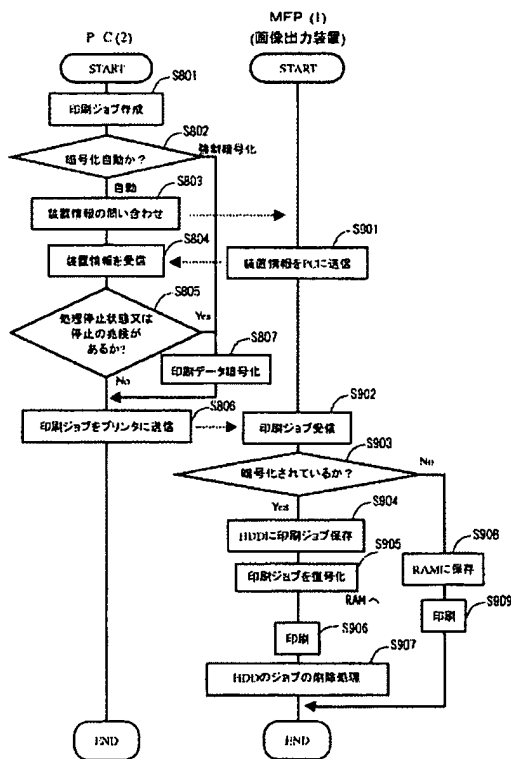 PC(2)
MFP(1)
(画像出力装置)
START
START
S801
印刷ジョブ作成
S802
暗号化自動か?
強制暗号化
自動
S803
装置情報の問い合わせ
S804
装置情報を受信
S901
装置情報をPCに送信
S805
処理停止状態又は
停止の兆候が
あるか?
Yes
No
S807
印刷データ暗号化
S806
印刷ジョブをプリンタに送信
S902
印刷ジョブ受信
S903
暗号化されているか?
No
Yes
S904
HDDに印刷ジョブ保存
S905
印刷ジョブを復号化
RAMへ
S908
RAMに保存
S906
印刷
S909
印刷
S907
HDDのジョブの削除処理
END
END